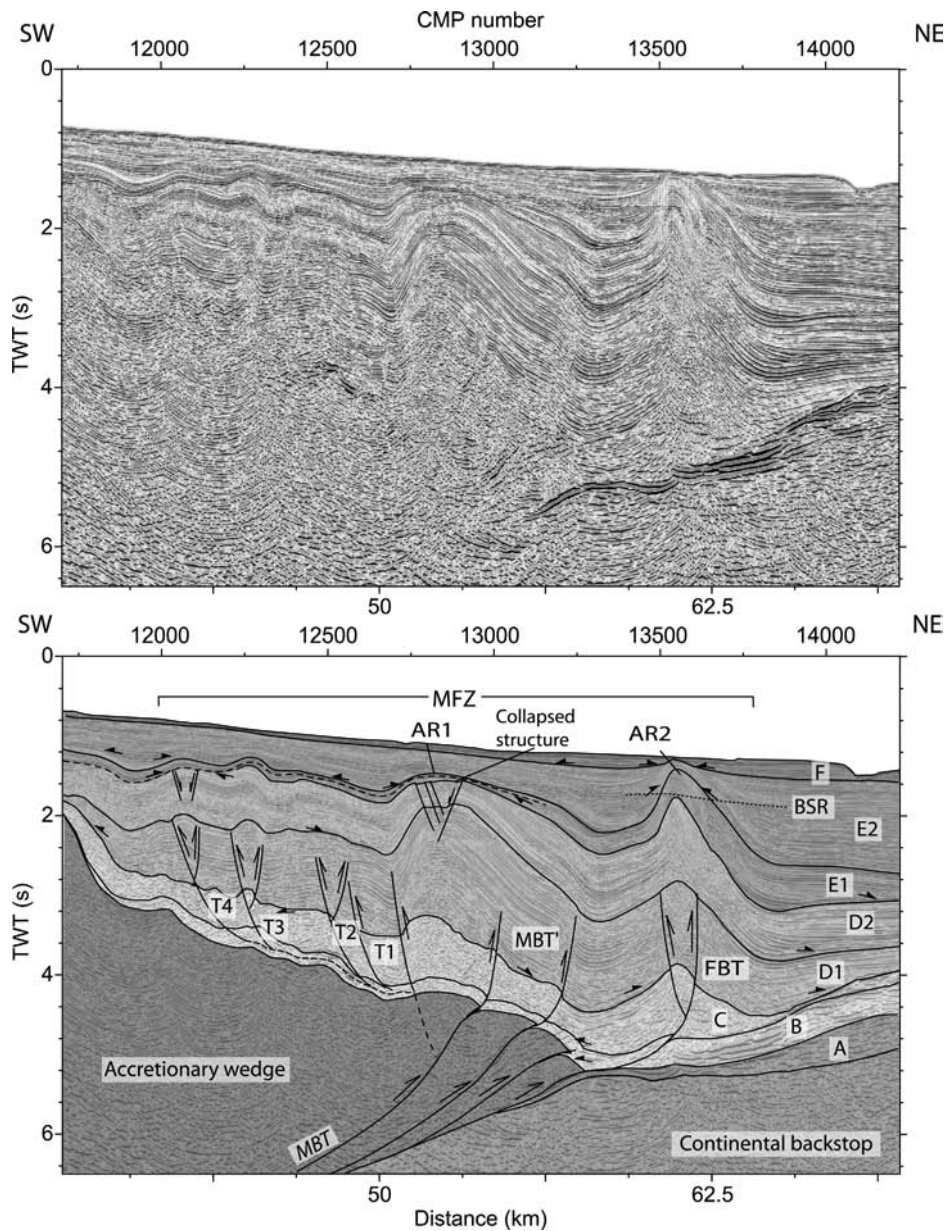 CMP number
SW NE
12000 12500 13000 13500 14000
0
2
TWT (s)
4
6
50 62.5
SW NE
12000 12500 13000 13500 14000
0
MFZ
AR1 Collapsed structure AR2
F
BSR
2
E2
E1
D2
T4 T3 T2 T1 MBT' FBT
TWT (s)
D1
4
C B
A
Accretionary wedge
MBT
Continental backstop
6
50 62.5
Distance (km)